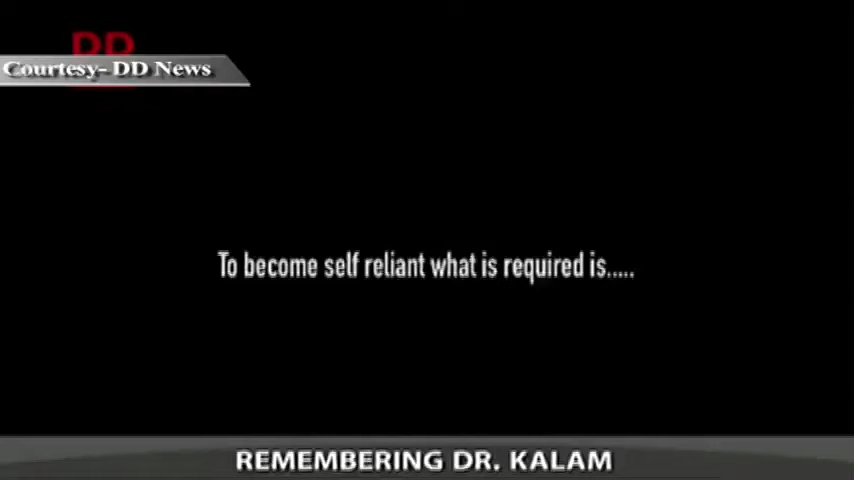 DD
Courtesy- DD News
To become self reliant what is required is.....
REMEMBERING DR. KALAM